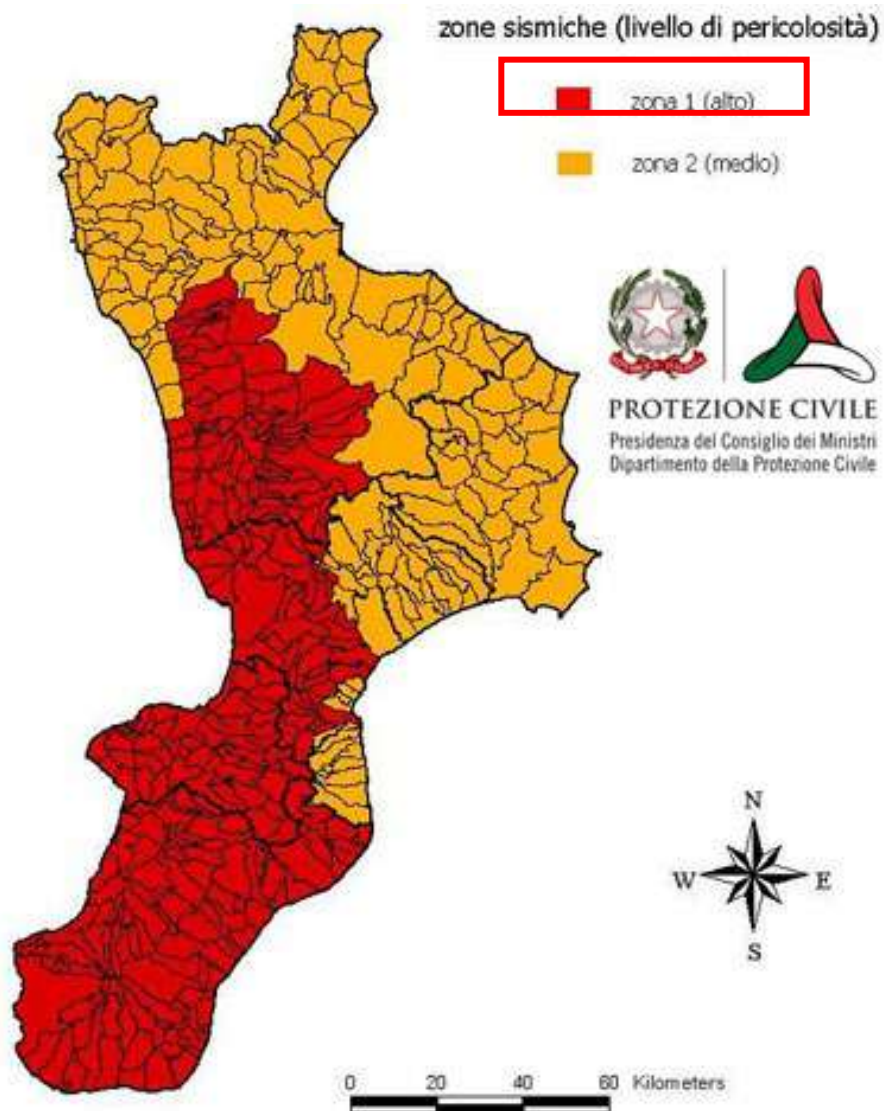 zone sismiche (livello di pericolosità)
zona 1 (alto)
zona 2 (medio)
PROTEZIONE CIVILE
Presidenza del Consiglio dei Ministri
Dipartimento della Protezione Civile
N
W E
S
0 20 40 60 Kilometers